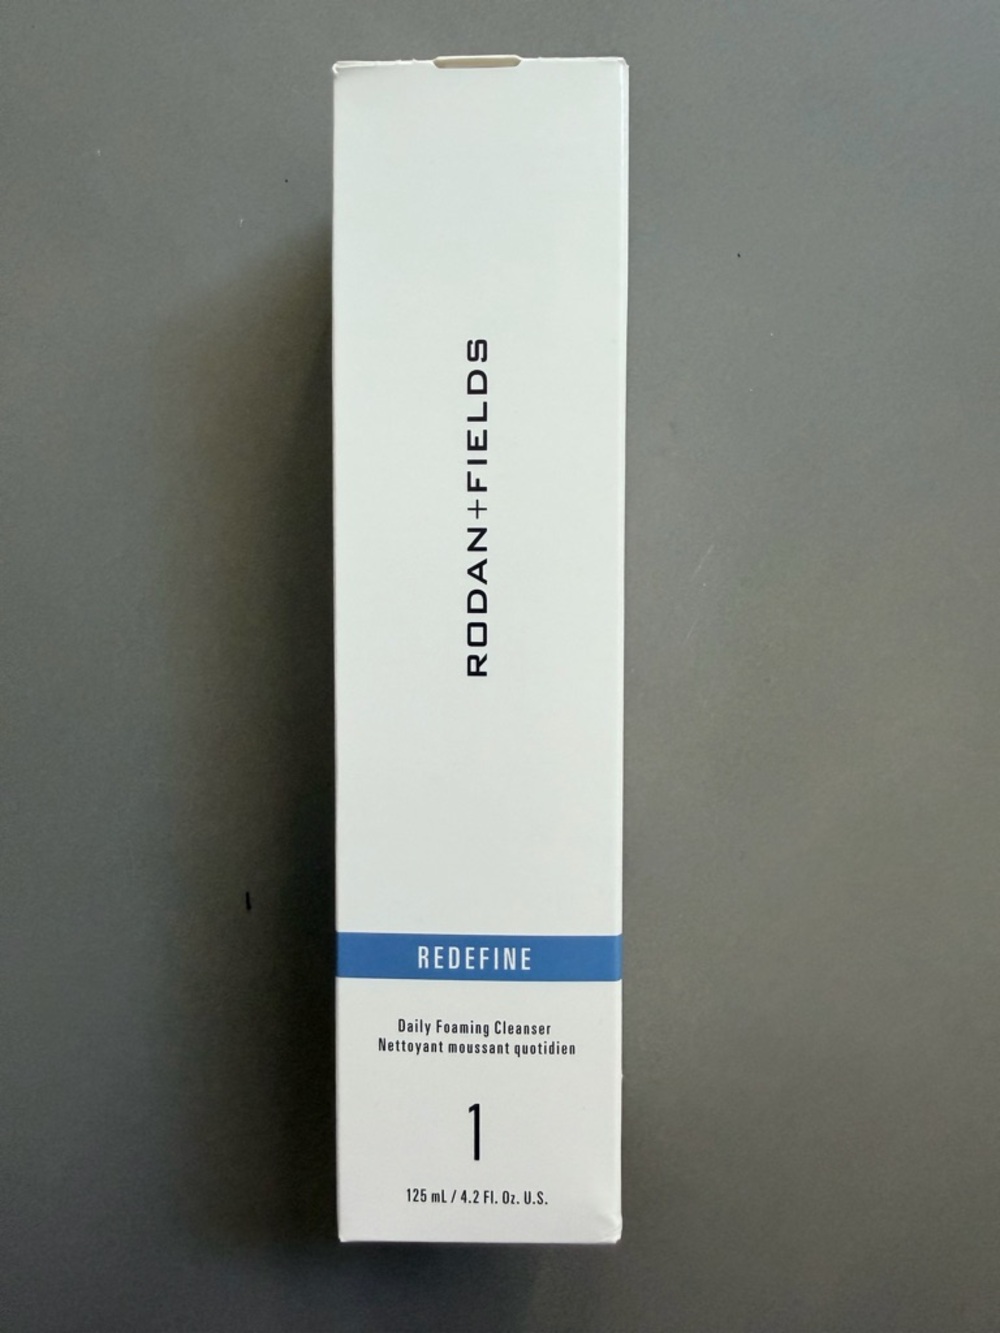 RODAN+FIELDS
REDEFINE
Daily Foaming Cleanser
Nettoyant moussant quotidien
1
125 mL / 4.2 Fl. Oz. U.S.